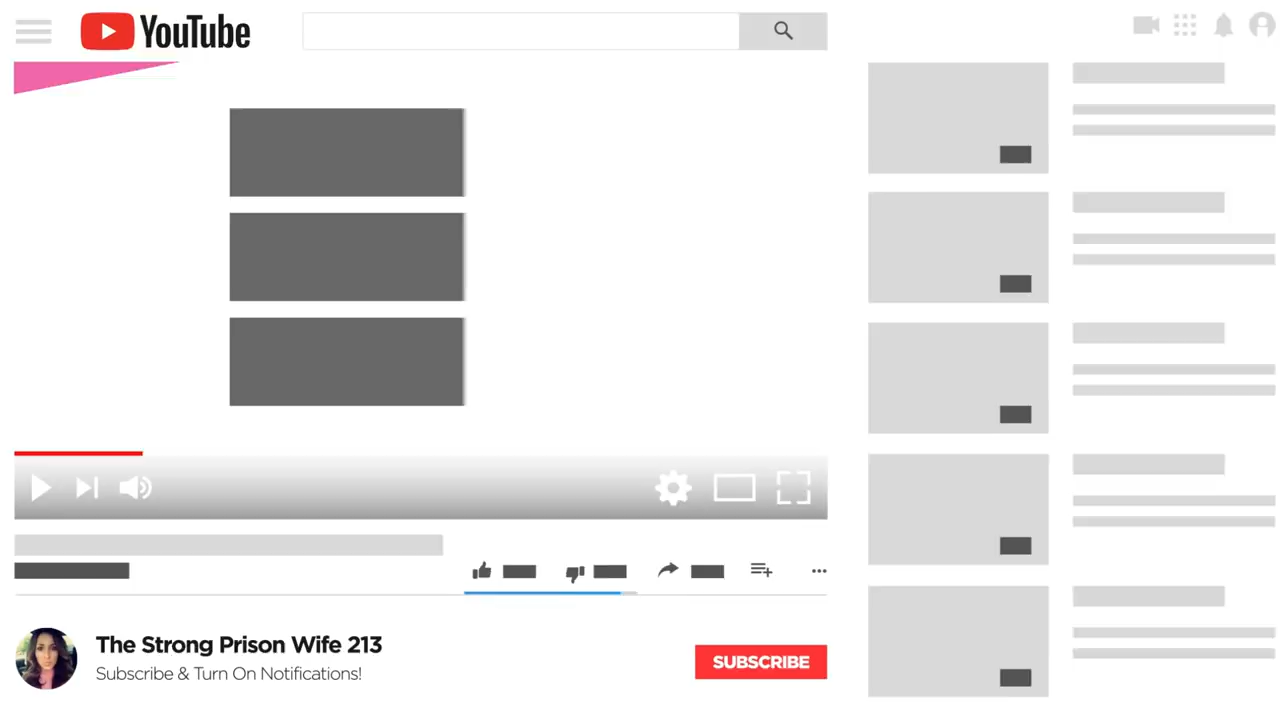 YouTube
The Strong Prison Wife 213
Subscribe & Turn On Notifications!
SUBSCRIBE